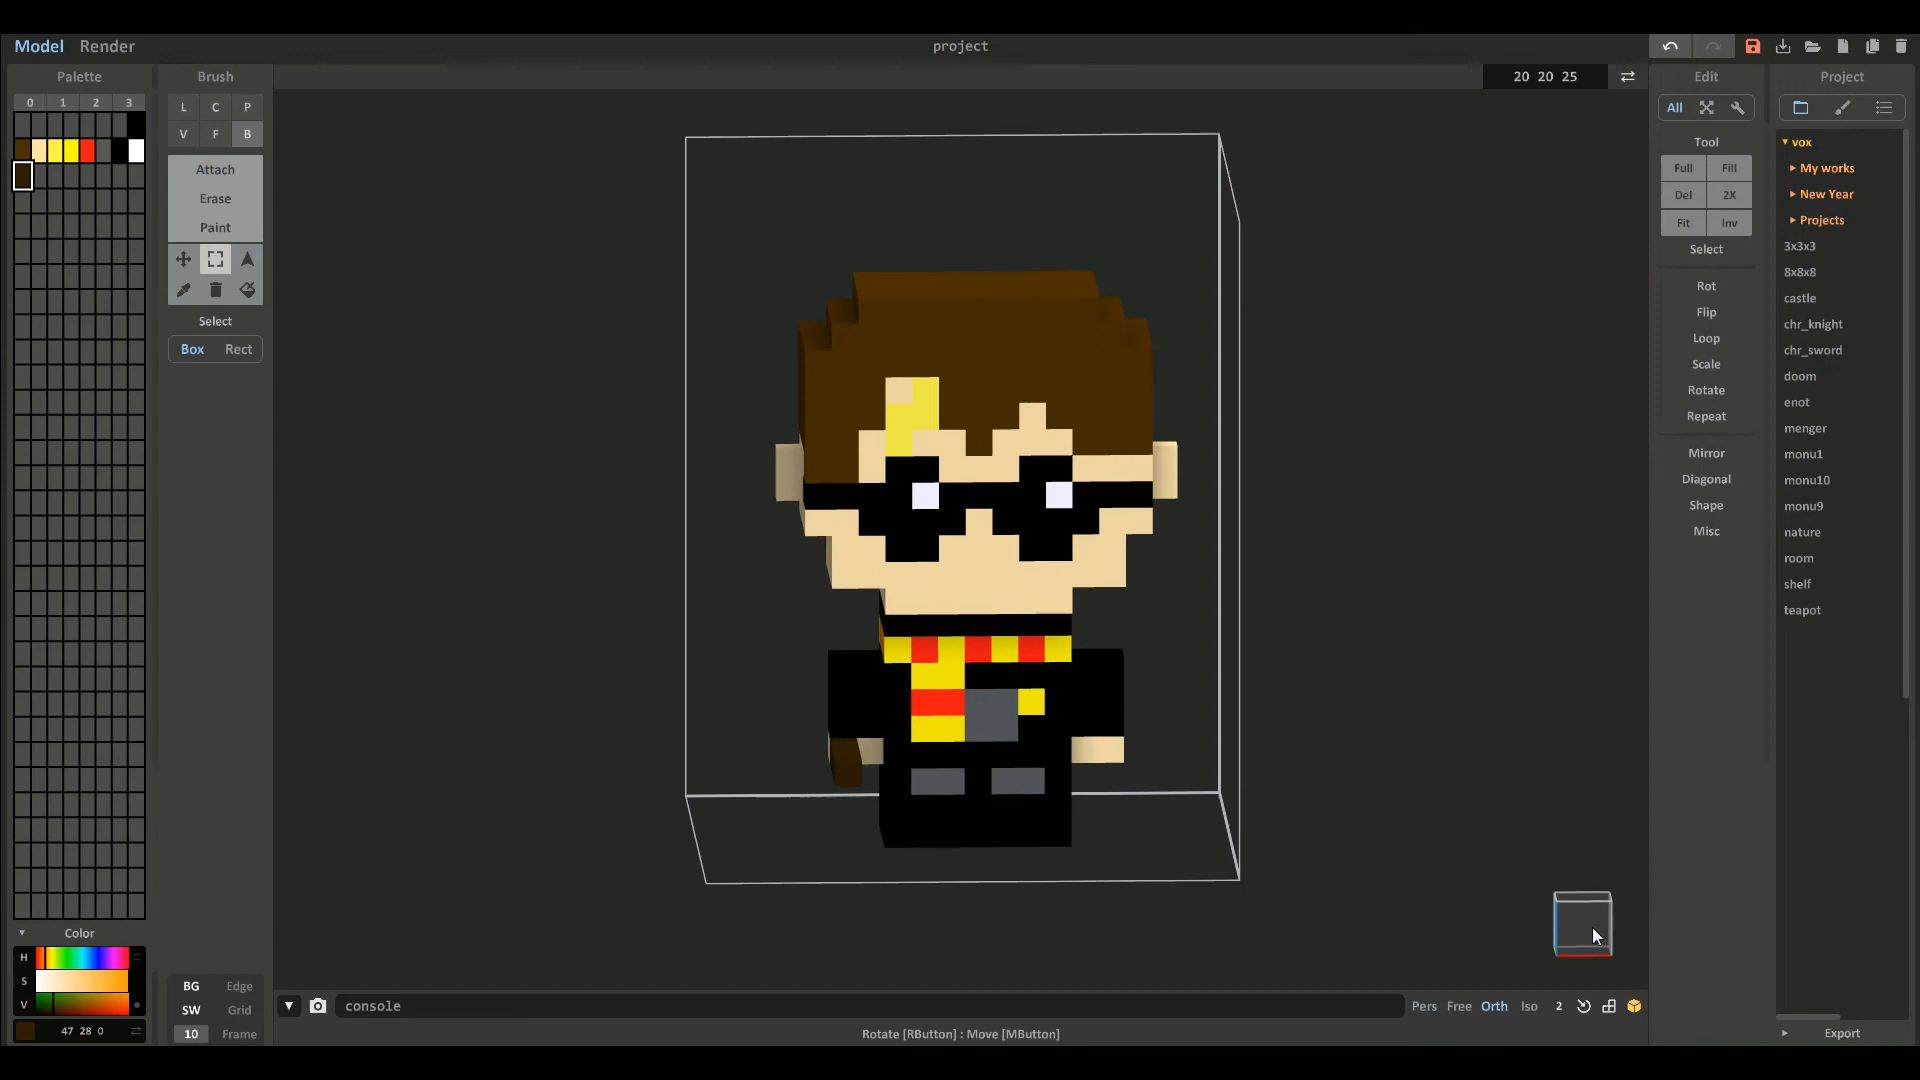 Model Render
project
20 20 25
Palette
0 1 2 3
Color
H
S
V
47 28 0
Brush
L C P
V F B
Attach
Erase
Paint
Select
Box Rect
BG Edge
SW Grid
10 Frame
console
Pers Free Orth Iso 2
Rotate [RButton] : Move [MButton]
Edit
All
Tool
Full Fill
Del 2X
Fit Inv
Select
Rot
Flip
Loop
Scale
Rotate
Repeat
Mirror
Diagonal
Shape
Misc
Project
vox
My works
New Year
Projects
3x3x3
8x8x8
castle
chr_knight
chr_sword
doom
enot
menger
monu1
monu10
monu9
nature
room
shelf
teapot
Export